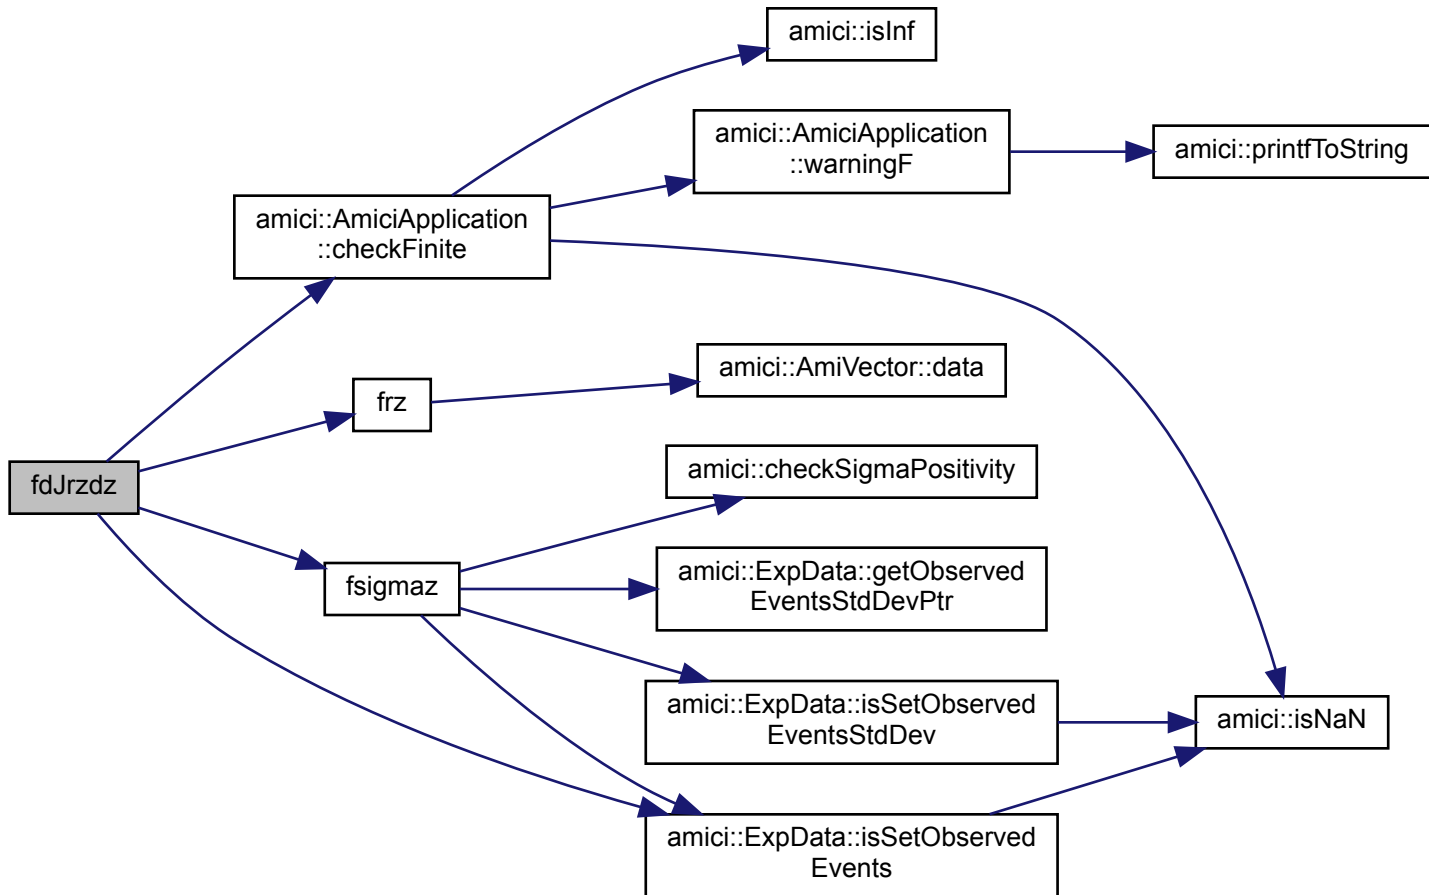 amici::isInf
amici::AmiciApplication
::warningF
amici::printfToString
amici::AmiciApplication
::checkFinite
amici::AmiVector::data
frz
amici::checkSigmaPositivity
fdJrzdz
amici::ExpData::getObserved
EventsStdDevPtr
fsigmaz
amici::ExpData::isSetObserved
EventsStdDev
amici::isNaN
amici::ExpData::isSetObserved
Events